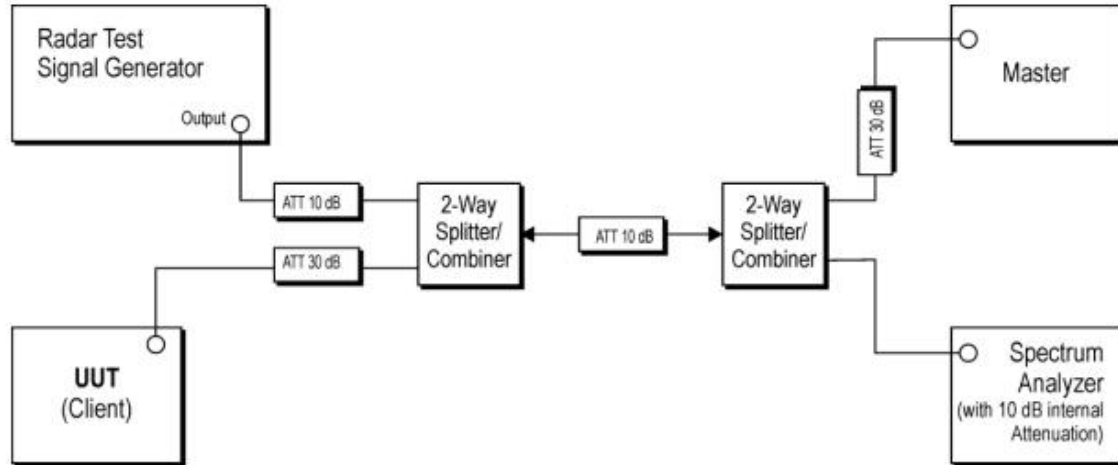 Radar Test
Signal Generator
Output
ATT 10 dB
ATT 30 dB
UUT
(Client)
2-Way
Splitter/
Combiner
ATT 10 dB
2-Way
Splitter/
Combiner
ATT 30 dB
Master
Spectrum
Analyzer
(with 10 dB internal
Attenuation)